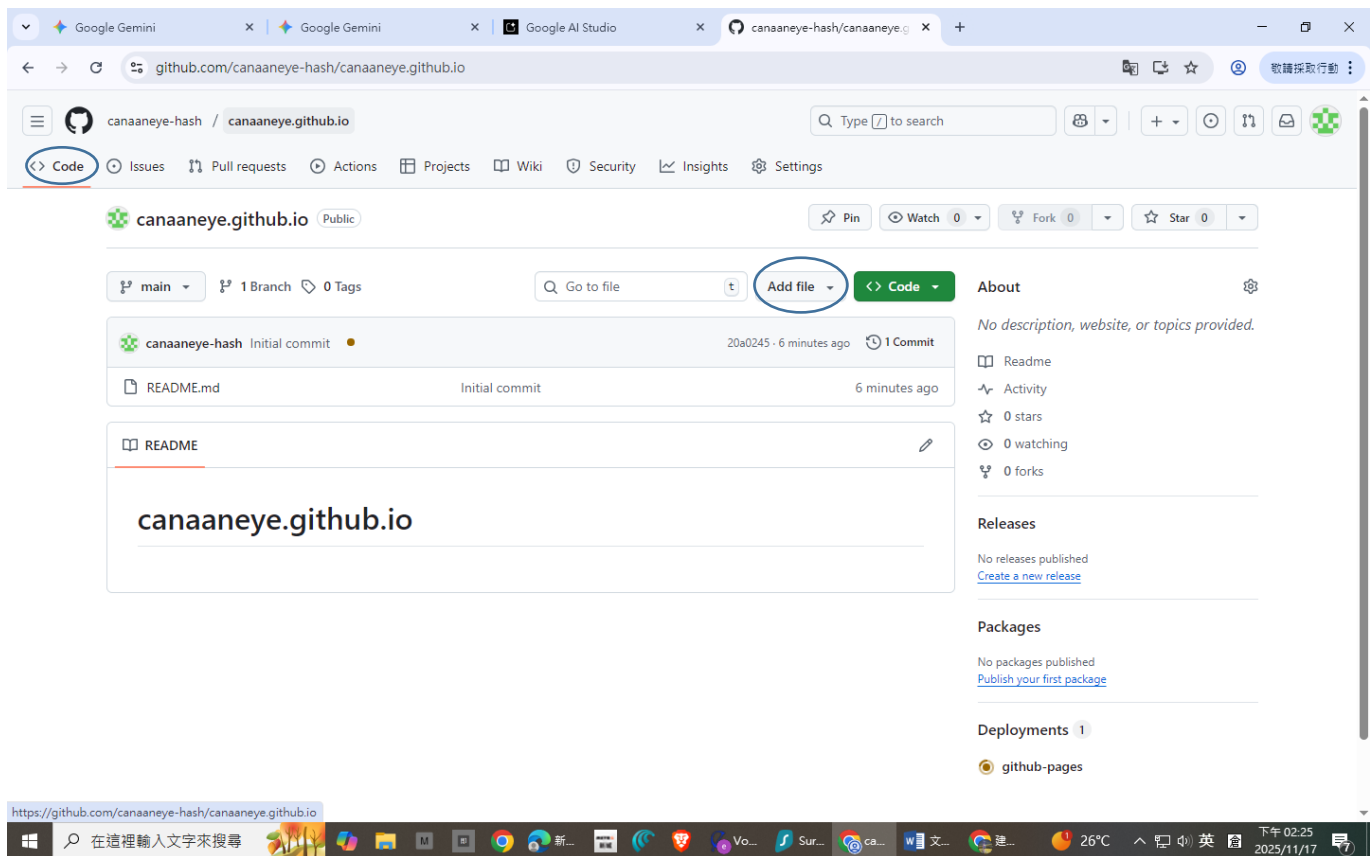 Google Gemini
Google Gemini
Google AI Studio
canaaneye-hash/canaaneye.g
github.com/canaaneye-hash/canaaneye.github.io
敬請採取行動
canaaneye-hash / canaaneye.github.io
Type / to search
<> Code
Issues
Pull requests
Actions
Projects
Wiki
Security
Insights
Settings
canaaneye.github.io Public
Pin
Watch 0
Fork 0
Star 0
main
1 Branch
0 Tags
Go to file t
Add file
<> Code
canaaneye-hash Initial commit
20a0245 · 6 minutes ago
1 Commit
README.md
Initial commit
6 minutes ago
README
canaaneye.github.io
About
No description, website, or topics provided.
Readme
Activity
0 stars
0 watching
0 forks
Releases
No releases published
Create a new release
Packages
No packages published
Publish your first package
Deployments 1
github-pages
https://github.com/canaaneye-hash/canaaneye.github.io
在這裡輸入文字來搜尋
新...
Vo...
Sur...
ca...
文...
建...
26°C
英
下午 02:25
2025/11/17
7